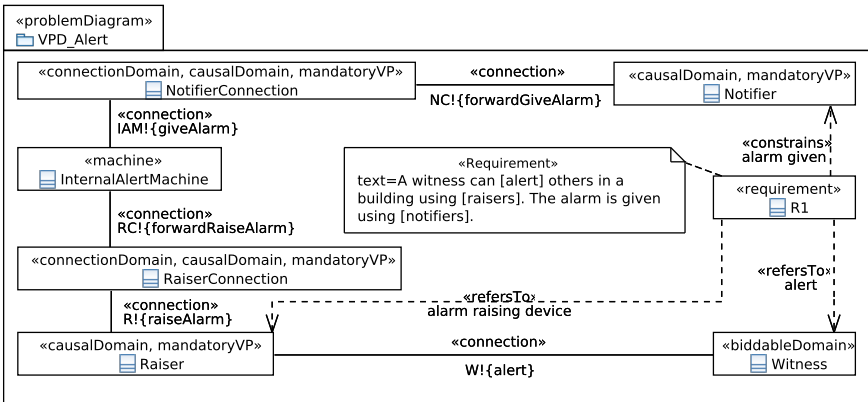 «problemDiagram»
VPD_Alert
«connectionDomain, causalDomain, mandatoryVP»
NotifierConnection
«connection»
NC!{forwardGiveAlarm}
«causalDomain, mandatoryVP»
Notifier
«connection»
IAM!{giveAlarm}
«constrains»
alarm given
«machine»
InternalAlertMachine
«Requirement»
text=A witness can [alert] others in a
building using [raisers]. The alarm is given
using [notifiers].
«requirement»
R1
«connection»
RC!{forwardRaiseAlarm}
«connectionDomain, causalDomain, mandatoryVP»
RaiserConnection
«refersTo»
alert
«connection»
R!{raiseAlarm}
«refersTo»
alarm raising device
«causalDomain, mandatoryVP»
Raiser
«connection»
W!{alert}
«biddableDomain»
Witness